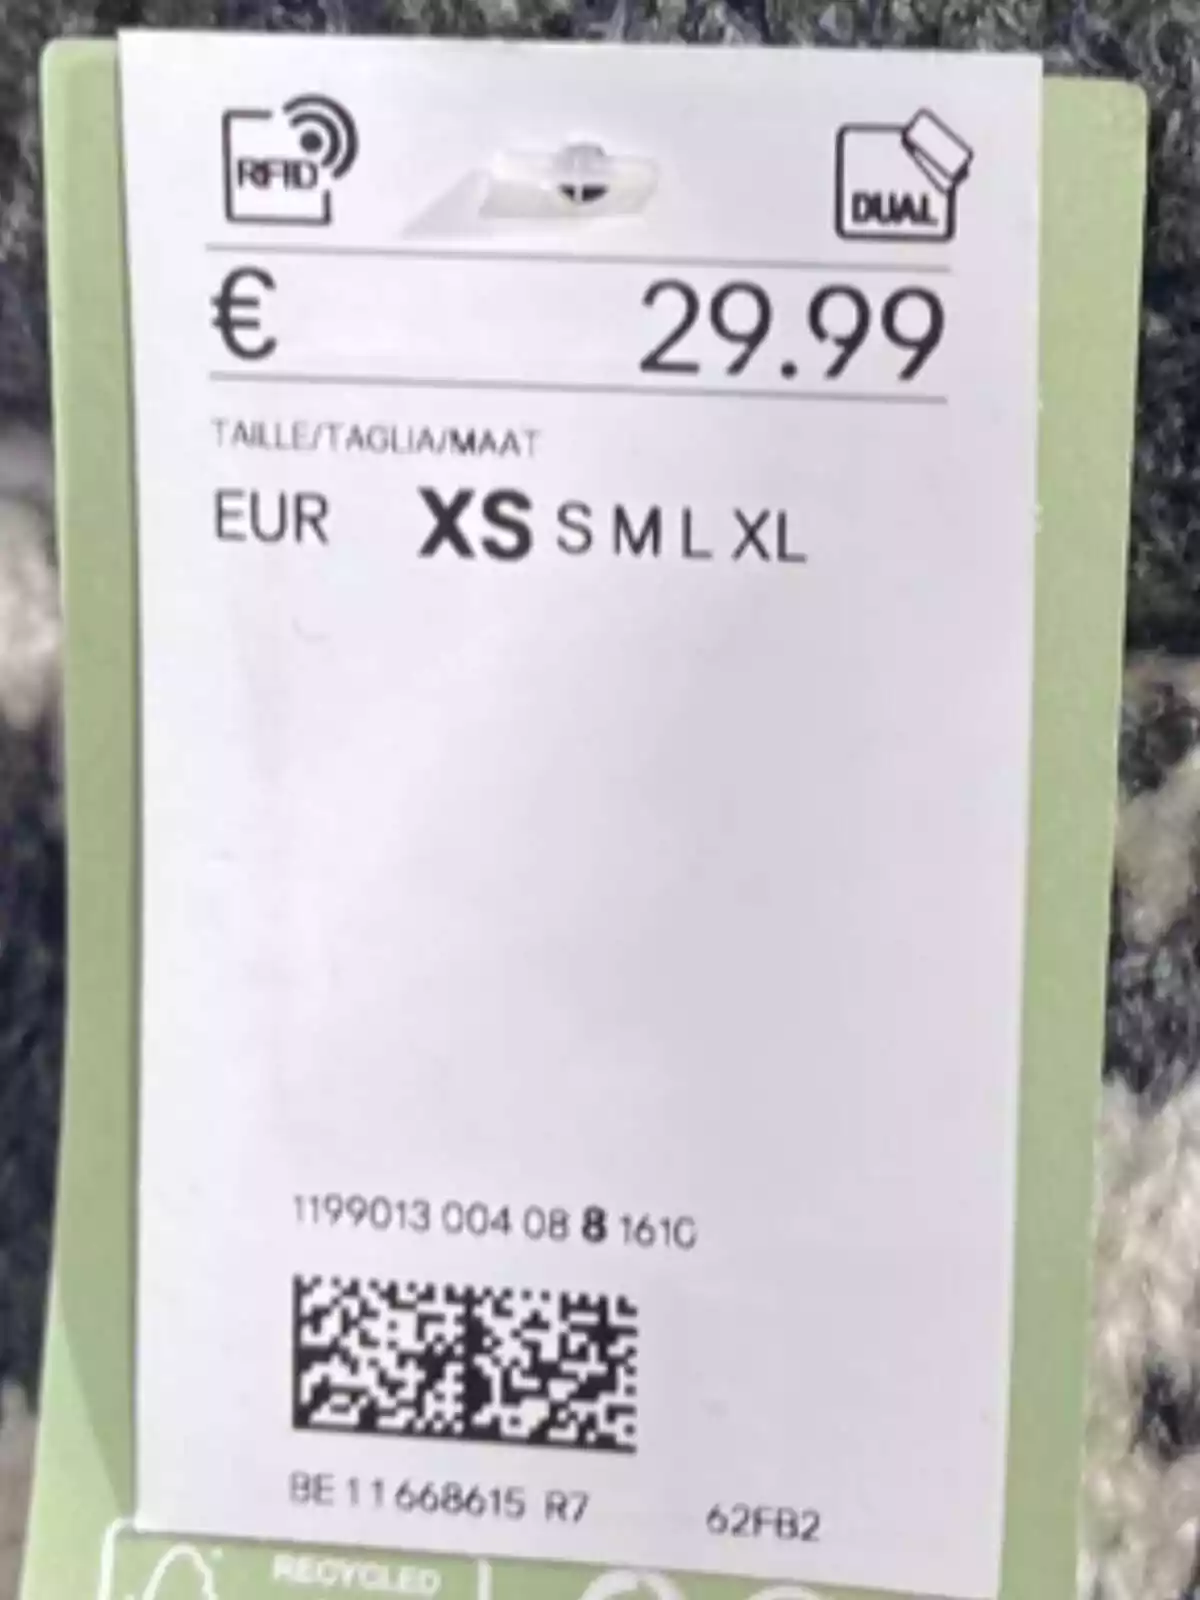 RFID
DUAL
€ 29.99
TAILLE/TAGLIA/MAAT
EUR XS S M L XL
1199013 004 08 8 1610
BE 11 668615 R7 62FB2
RECYCLED